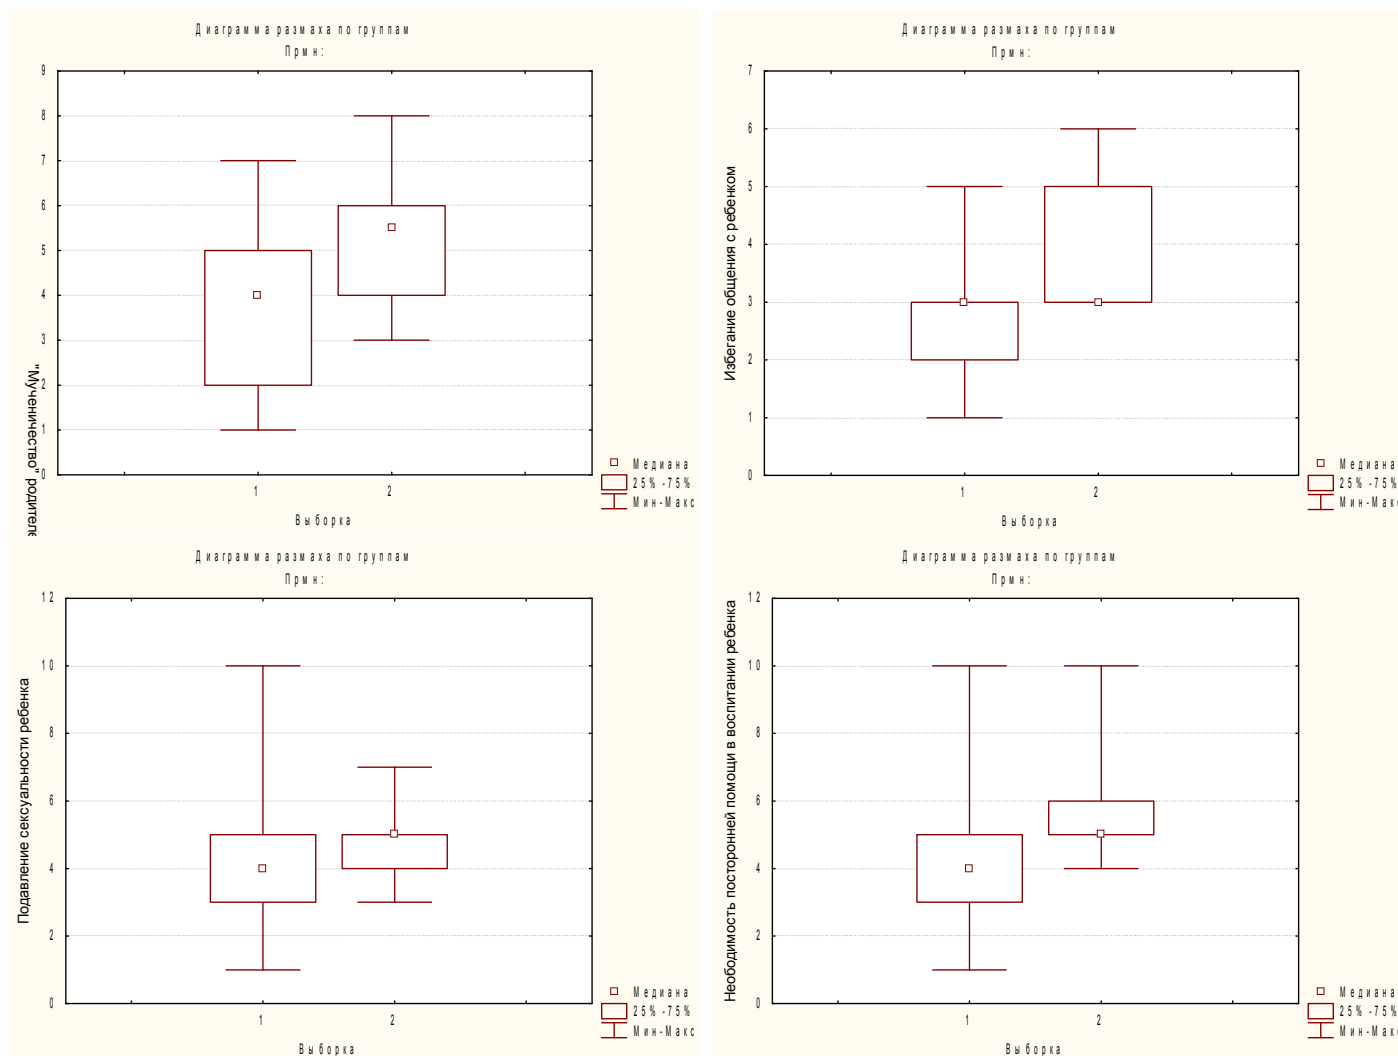 Диаграмма размаха по группам
Прмн:
9
8
7
6
5
4
3
2
1
0
"Мученичество" родителе
1 2
Выборка
Медиана
25%-75%
Мин-Макс
Диаграмма размаха по группам
Прмн:
7
6
5
4
3
2
1
0
Избегание общения с ребенком
1 2
Выборка
Медиана
25%-75%
Мин-Макс
Диаграмма размаха по группам
Прмн:
12
10
8
6
4
2
0
Подавление сексуальности ребенка
1 2
Выборка
Медиана
25%-75%
Мин-Макс
Диаграмма размаха по группам
Прмн:
12
10
8
6
4
2
0
Неободимость посторонней помощи в воспитании ребенка
1 2
Выборка
Медиана
25%-75%
Мин-Макс